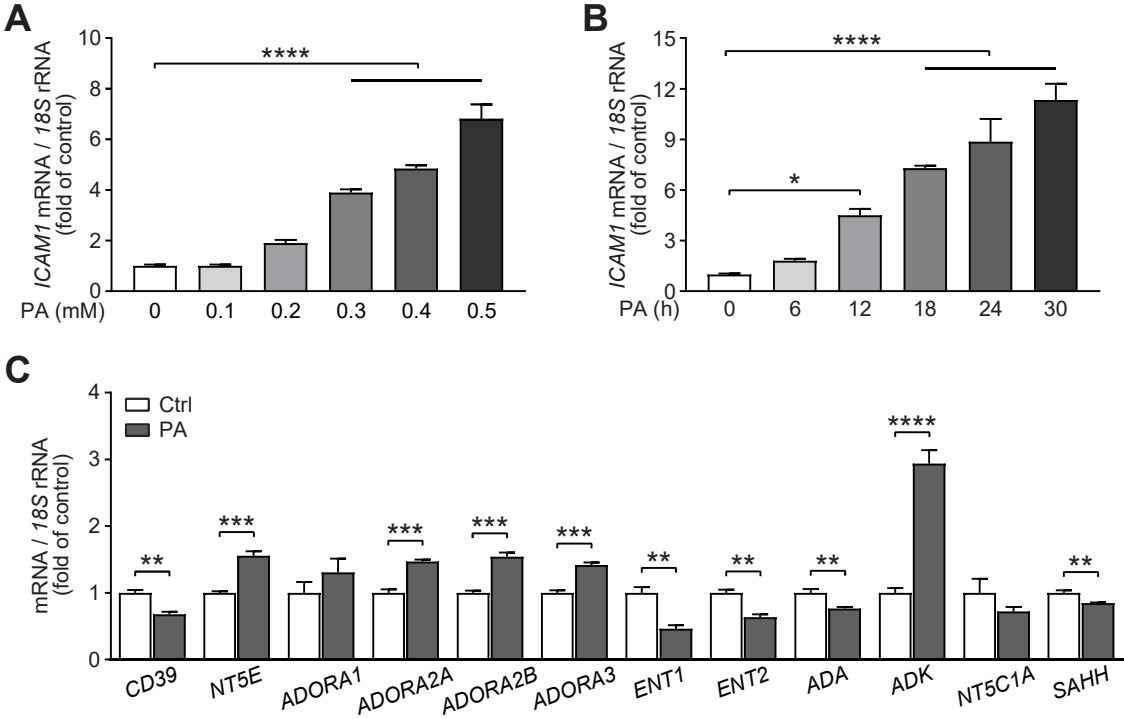 A
ICAM1 mRNA / 18S rRNA
(fold of control)
10
8
6
4
2
0
****
PA (mM) 0 0.1 0.2 0.3 0.4 0.5
B
ICAM1 mRNA / 18S rRNA
(fold of control)
15
12
9
6
3
0
****
*
PA (h) 0 6 12 18 24 30
C
mRNA / 18S rRNA
(fold of control)
4
3
2
1
0
Ctrl
PA
** *** *** *** *** ** ** ** **** **
CD39 NT5E ADORA1 ADORA2A ADORA2B ADORA3 ENT1 ENT2 ADA ADK NT5C1A SAHH